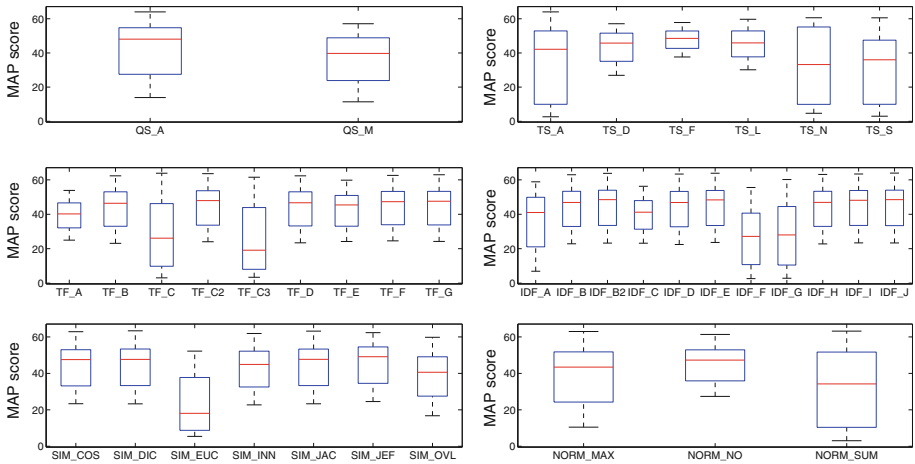 MAP score
60
40
20
0
QS_A QS_M
MAP score
60
40
20
0
TS_A TS_D TS_F TS_L TS_N TS_S
MAP score
60
40
20
0
TF_A TF_B TF_C TF_C2 TF_C3 TF_D TF_E TF_F TF_G
MAP score
60
40
20
0
IDF_A IDF_B IDF_B2 IDF_C IDF_D IDF_E IDF_F IDF_G IDF_H IDF_I IDF_J
MAP score
60
40
20
0
SIM_COS SIM_DIC SIM_EUC SIM_INN SIM_JAC SIM_JEF SIM_OVL
MAP score
60
40
20
0
NORM_MAX NORM_NO NORM_SUM